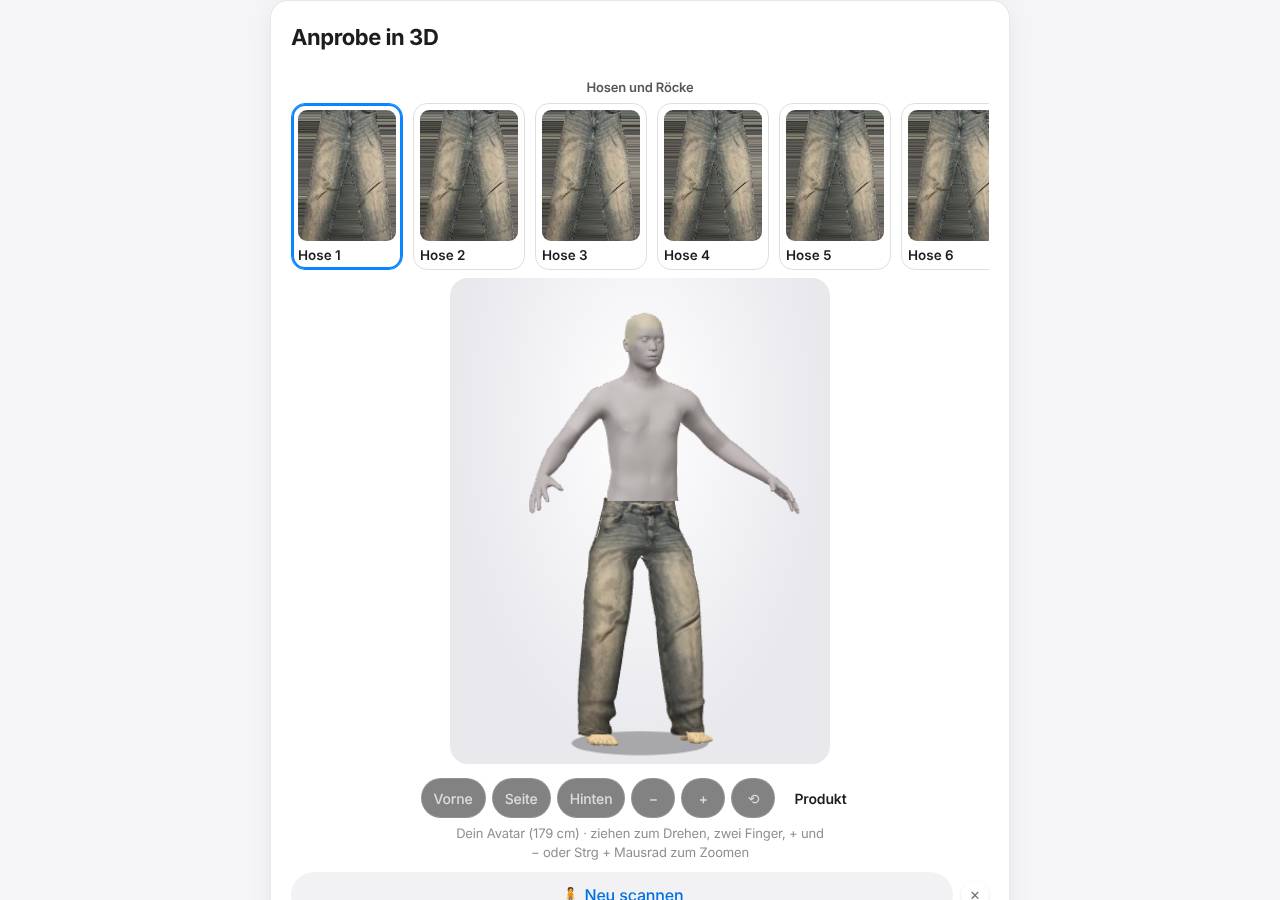 Anprobe in 3D
Hosen und Röcke
Hose 1
Hose 2
Hose 3
Hose 4
Hose 5
Hose 6
Vorne
Seite
Hinten
−
+
⟲
Produkt
Dein Avatar (179 cm) · ziehen zum Drehen, zwei Finger, + und
− oder Strg + Mausrad zum Zoomen
🧍 Neu scannen
×